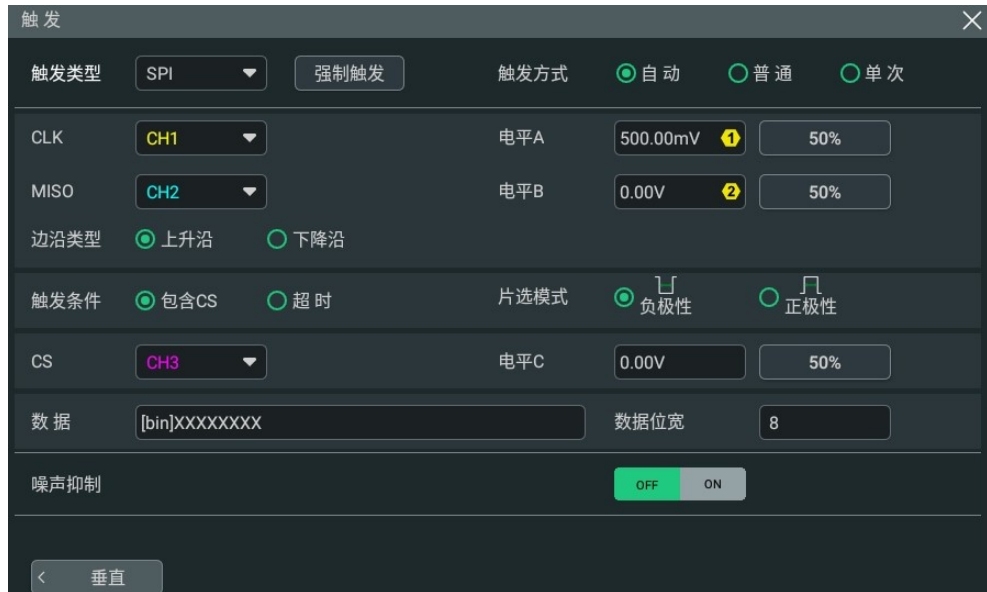 触发
触发类型 SPI 强制触发 触发方式 自动 普通 单次
CLK CH1 电平A 500.00mV 1 50%
MISO CH2 电平B 0.00V 2 50%
边沿类型 上升沿 下降沿
触发条件 包含CS 超时 片选模式 负极性 正极性
CS CH3 电平C 0.00V 50%
数据 [bin]XXXXXXXX 数据位宽 8
噪声抑制 OFF ON
< 垂直